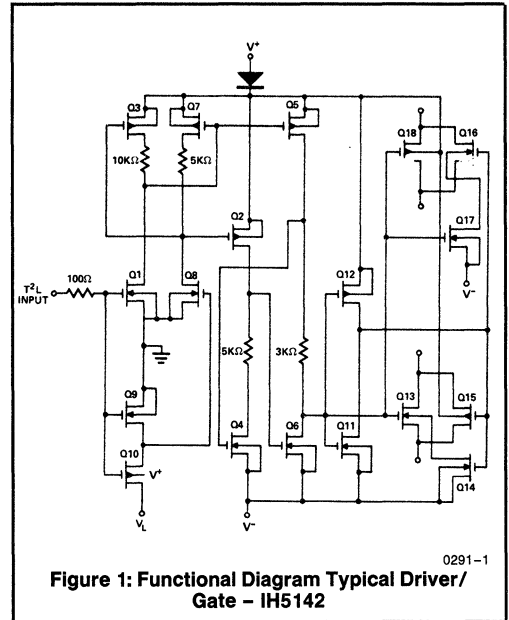 V+
Q3
Q7
Q5
Q18
Q16
10KΩ
5KΩ
Q2
Q17
Q12
V−
T²L
INPUT
100Ω
Q1
Q8
5KΩ
3KΩ
Q9
Q13
Q15
Q4
Q6
Q11
Q10
V+
Q14
VL
V−
0291–1
Figure 1: Functional Diagram Typical Driver/
Gate – IH5142